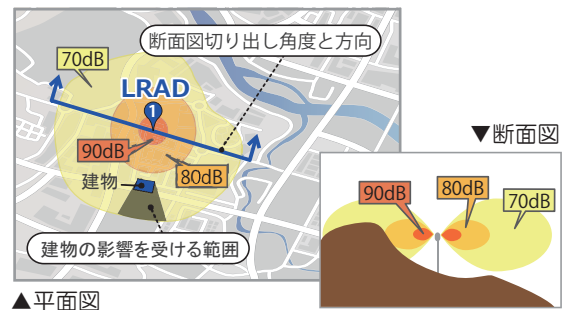 断面図切り出し角度と方向
70dB
LRAD
1
90dB
80dB
建物
建物の影響を受ける範囲
▲平面図
▼断面図
90dB
80dB
70dB